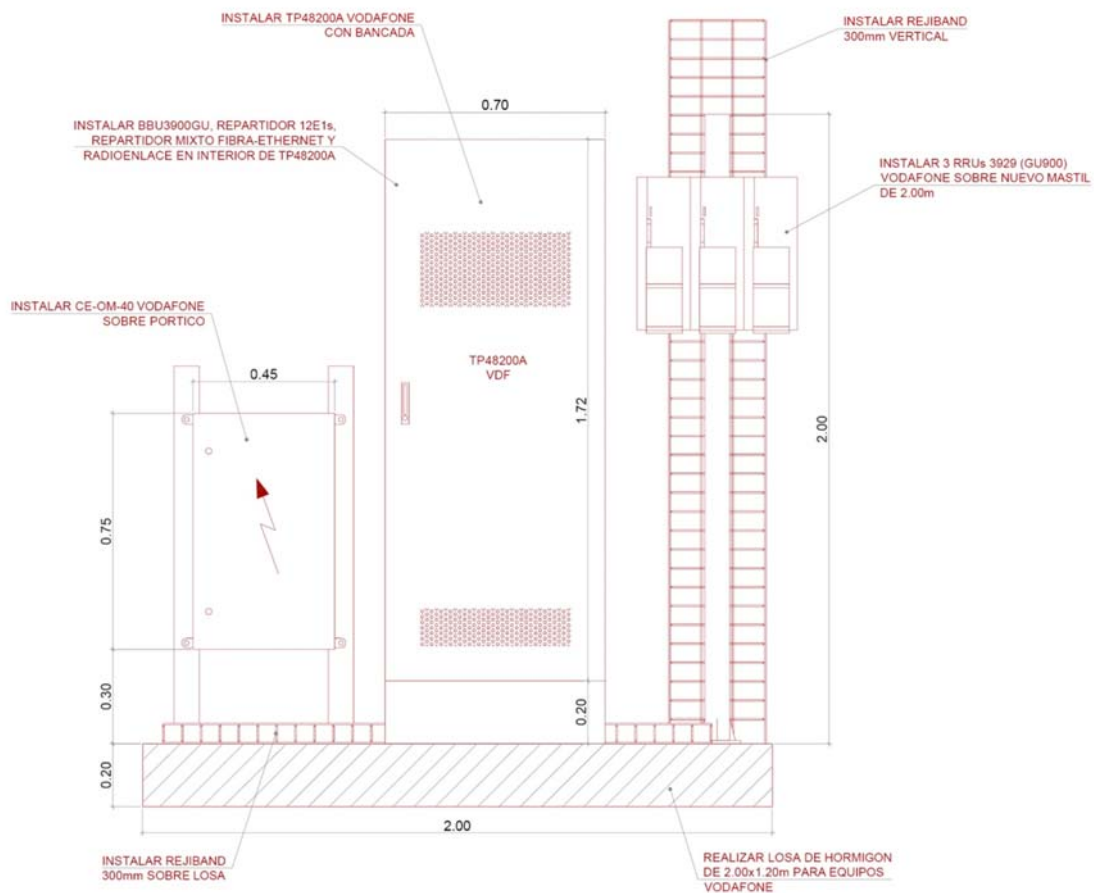 INSTALAR TP48200A VODAFONE
CON BANCADA
INSTALAR REJIBAND
300mm VERTICAL
0.70
INSTALAR BBU3900GU, REPARTIDOR 12E1s,
REPARTIDOR MIXTO FIBRA-ETHERNET Y
RADIOENLACE EN INTERIOR DE TP48200A
INSTALAR 3 RRUs 3929 (GU900)
VODAFONE SOBRE NUEVO MASTIL
DE 2.00m
INSTALAR CE-OM-40 VODAFONE
SOBRE PORTICO
TP48200A
VDF
0.45
1.72
2.00
0.75
0.30
0.20
0.20
2.00
INSTALAR REJIBAND
300mm SOBRE LOSA
REALIZAR LOSA DE HORMIGON
DE 2.00x1.20m PARA EQUIPOS
VODAFONE